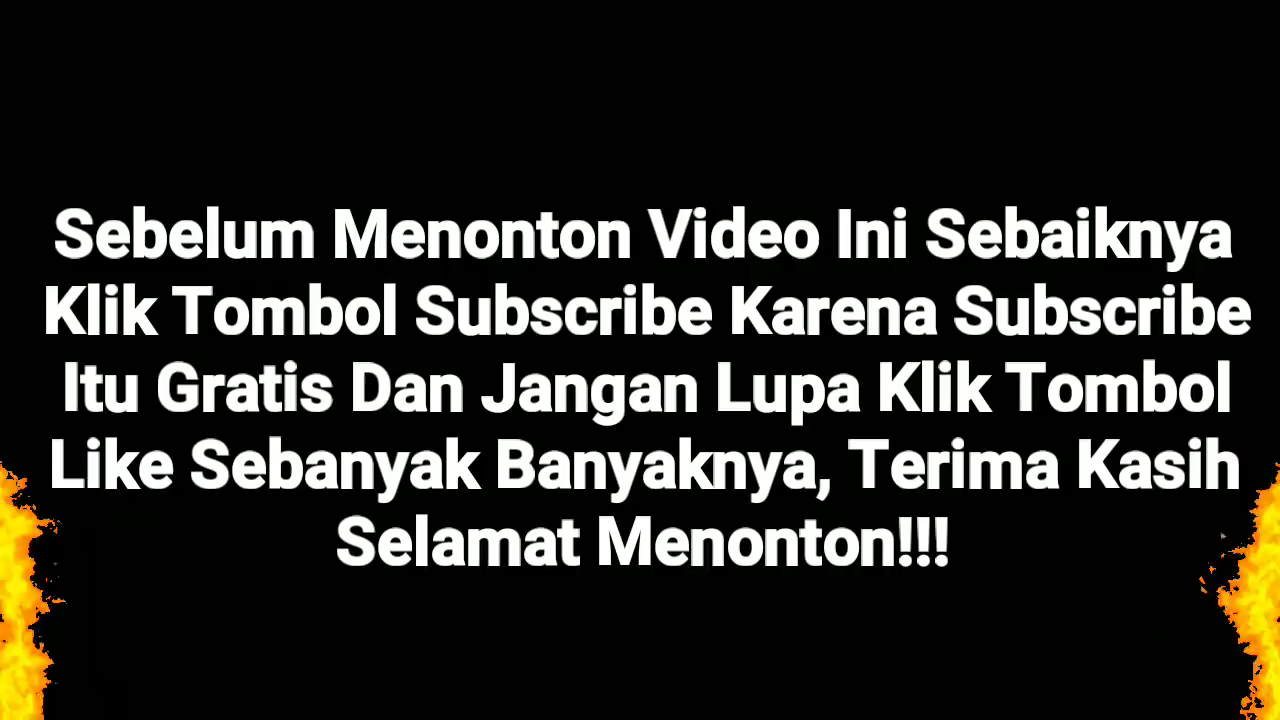 Sebelum Menonton Video Ini Sebaiknya
Klik Tombol Subscribe Karena Subscribe
Itu Gratis Dan Jangan Lupa Klik Tombol
Like Sebanyak Banyaknya, Terima Kasih
Selamat Menonton!!!